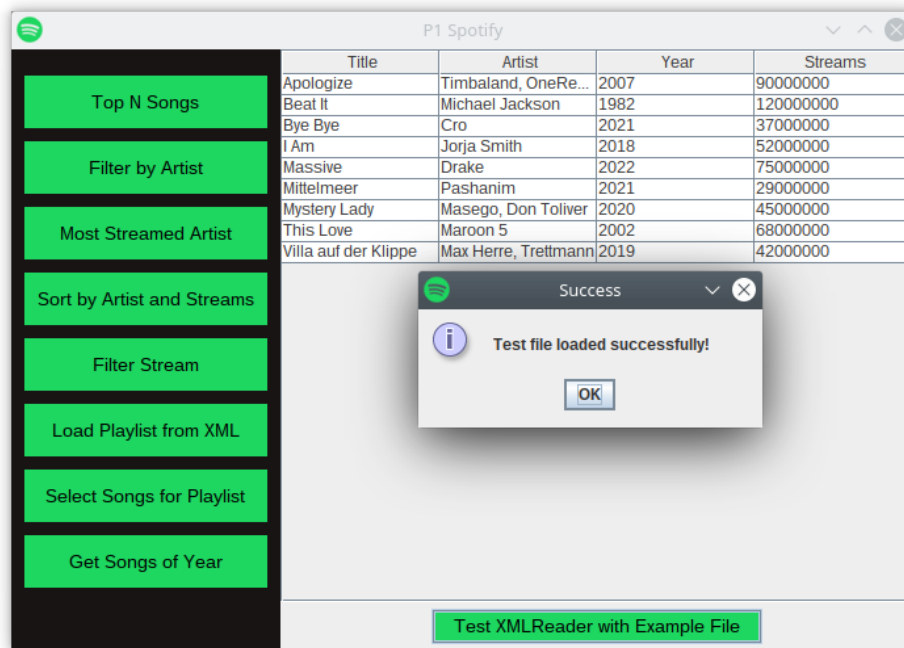 P1 Spotify
Top N Songs
Filter by Artist
Most Streamed Artist
Sort by Artist and Streams
Filter Stream
Load Playlist from XML
Select Songs for Playlist
Get Songs of Year
Title Artist Year Streams
Apologize Timbaland, OneRe... 2007 90000000
Beat It Michael Jackson 1982 120000000
Bye Bye Cro 2021 37000000
I Am Jorja Smith 2018 52000000
Massive Drake 2022 75000000
Mittelmeer Pashanim 2021 29000000
Mystery Lady Masego, Don Toliver 2020 45000000
This Love Maroon 5 2002 68000000
Villa auf der Klippe Max Herre, Trettmann 2019 42000000
Success
Test file loaded successfully!
OK
Test XMLReader with Example File